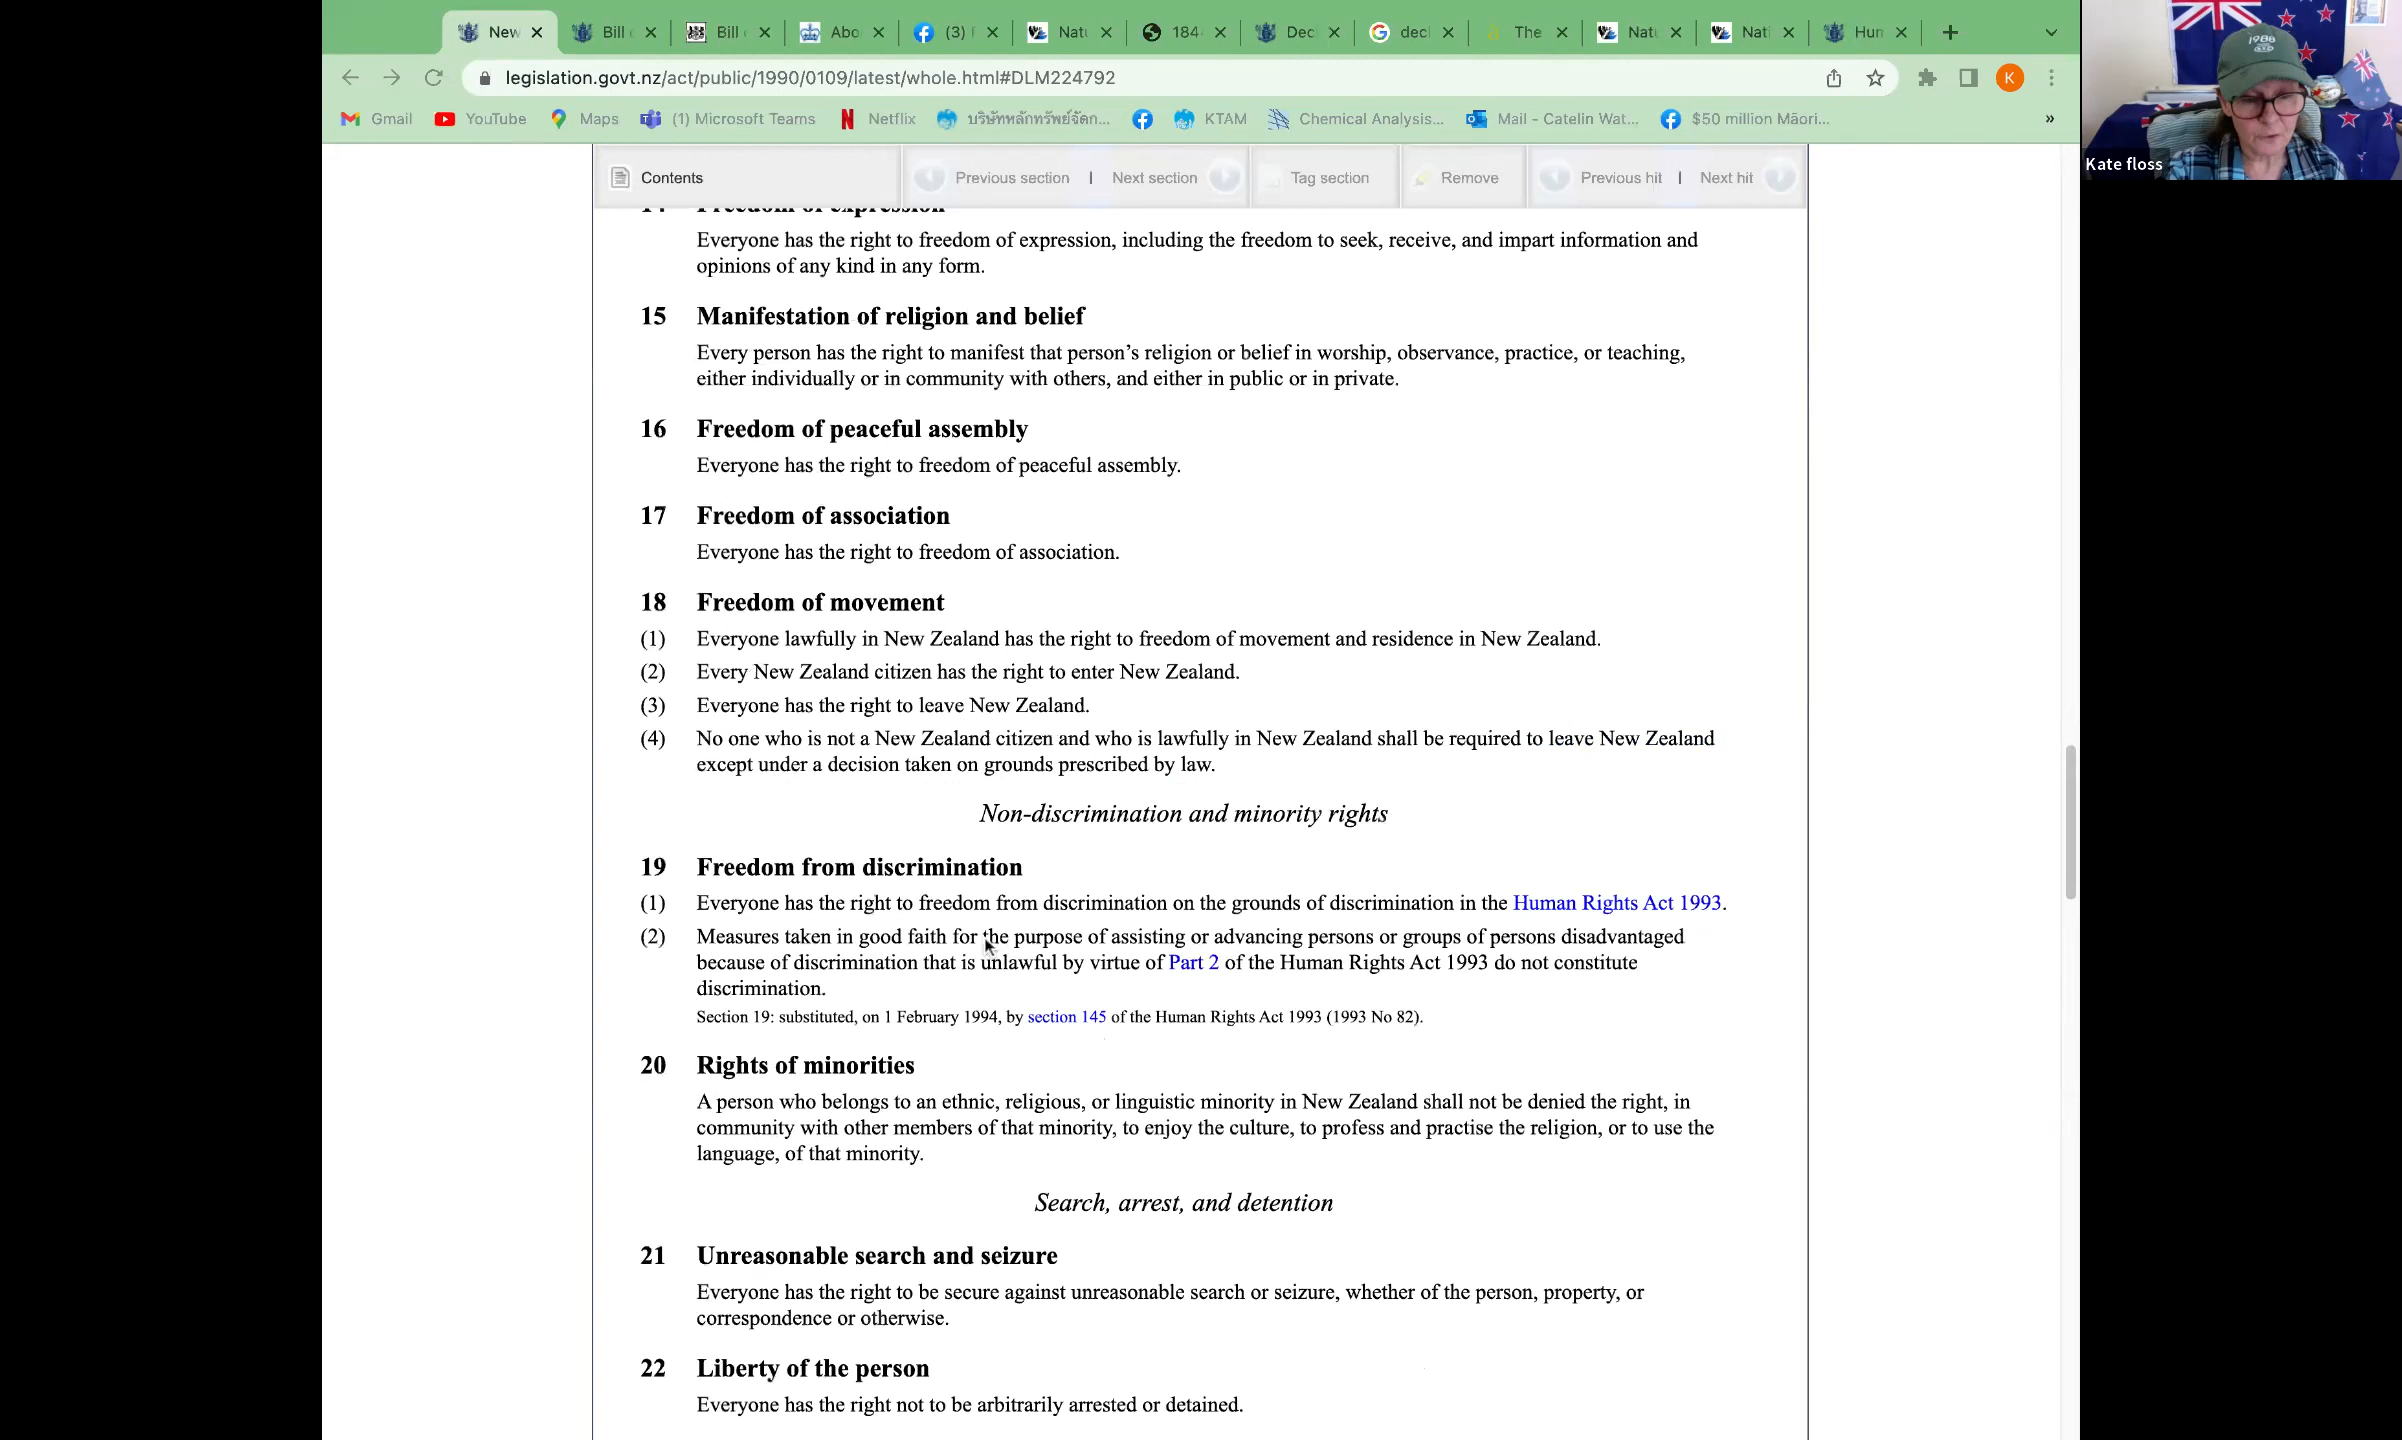 New
Bill
Bill
Abo
(3)
Natu
184
Dec
decl
The
Natu
Nati
Hum
legislation.govt.nz/act/public/1990/0109/latest/whole.html#DLM224792
K
Gmail
YouTube
Maps
(1) Microsoft Teams
Netflix
KTAM
Chemical Analysis...
Mail - Catelin Wat...
$50 million Māori...
»
1988
Kate floss
Contents
Previous section | Next section
Tag section
Remove
Previous hit | Next hit
14 Freedom of expression
Everyone has the right to freedom of expression, including the freedom to seek, receive, and impart information and
opinions of any kind in any form.
15 Manifestation of religion and belief
Every person has the right to manifest that person’s religion or belief in worship, observance, practice, or teaching,
either individually or in community with others, and either in public or in private.
16 Freedom of peaceful assembly
Everyone has the right to freedom of peaceful assembly.
17 Freedom of association
Everyone has the right to freedom of association.
18 Freedom of movement
(1) Everyone lawfully in New Zealand has the right to freedom of movement and residence in New Zealand.
(2) Every New Zealand citizen has the right to enter New Zealand.
(3) Everyone has the right to leave New Zealand.
(4) No one who is not a New Zealand citizen and who is lawfully in New Zealand shall be required to leave New Zealand
except under a decision taken on grounds prescribed by law.
Non-discrimination and minority rights
19 Freedom from discrimination
(1) Everyone has the right to freedom from discrimination on the grounds of discrimination in the Human Rights Act 1993.
(2) Measures taken in good faith for the purpose of assisting or advancing persons or groups of persons disadvantaged
because of discrimination that is unlawful by virtue of Part 2 of the Human Rights Act 1993 do not constitute
discrimination.
Section 19: substituted, on 1 February 1994, by section 145 of the Human Rights Act 1993 (1993 No 82).
20 Rights of minorities
A person who belongs to an ethnic, religious, or linguistic minority in New Zealand shall not be denied the right, in
community with other members of that minority, to enjoy the culture, to profess and practise the religion, or to use the
language, of that minority.
Search, arrest, and detention
21 Unreasonable search and seizure
Everyone has the right to be secure against unreasonable search or seizure, whether of the person, property, or
correspondence or otherwise.
22 Liberty of the person
Everyone has the right not to be arbitrarily arrested or detained.